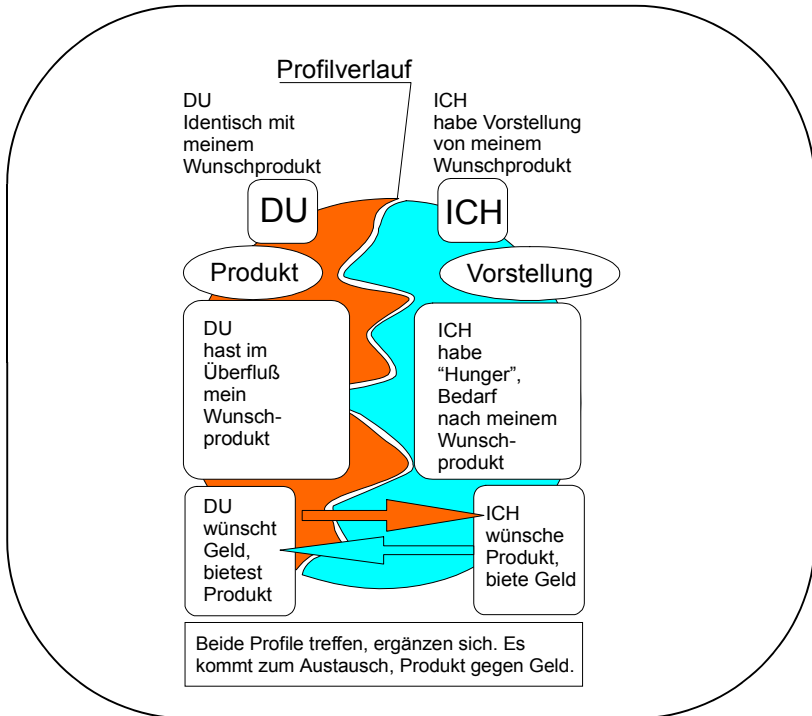 Profilverlauf
DU
Identisch mit
meinem
Wunschprodukt
ICH
habe Vorstellung
von meinem
Wunschprodukt
DU
ICH
Produkt
Vorstellung
DU
hast im
Überfluß
mein
Wunsch-
produkt
ICH
habe
“Hunger”,
Bedarf
nach meinem
Wunsch-
produkt
DU
wünscht
Geld,
bietest
Produkt
ICH
wünsche
Produkt,
biete Geld
Beide Profile treffen, ergänzen sich. Es
kommt zum Austausch, Produkt gegen Geld.